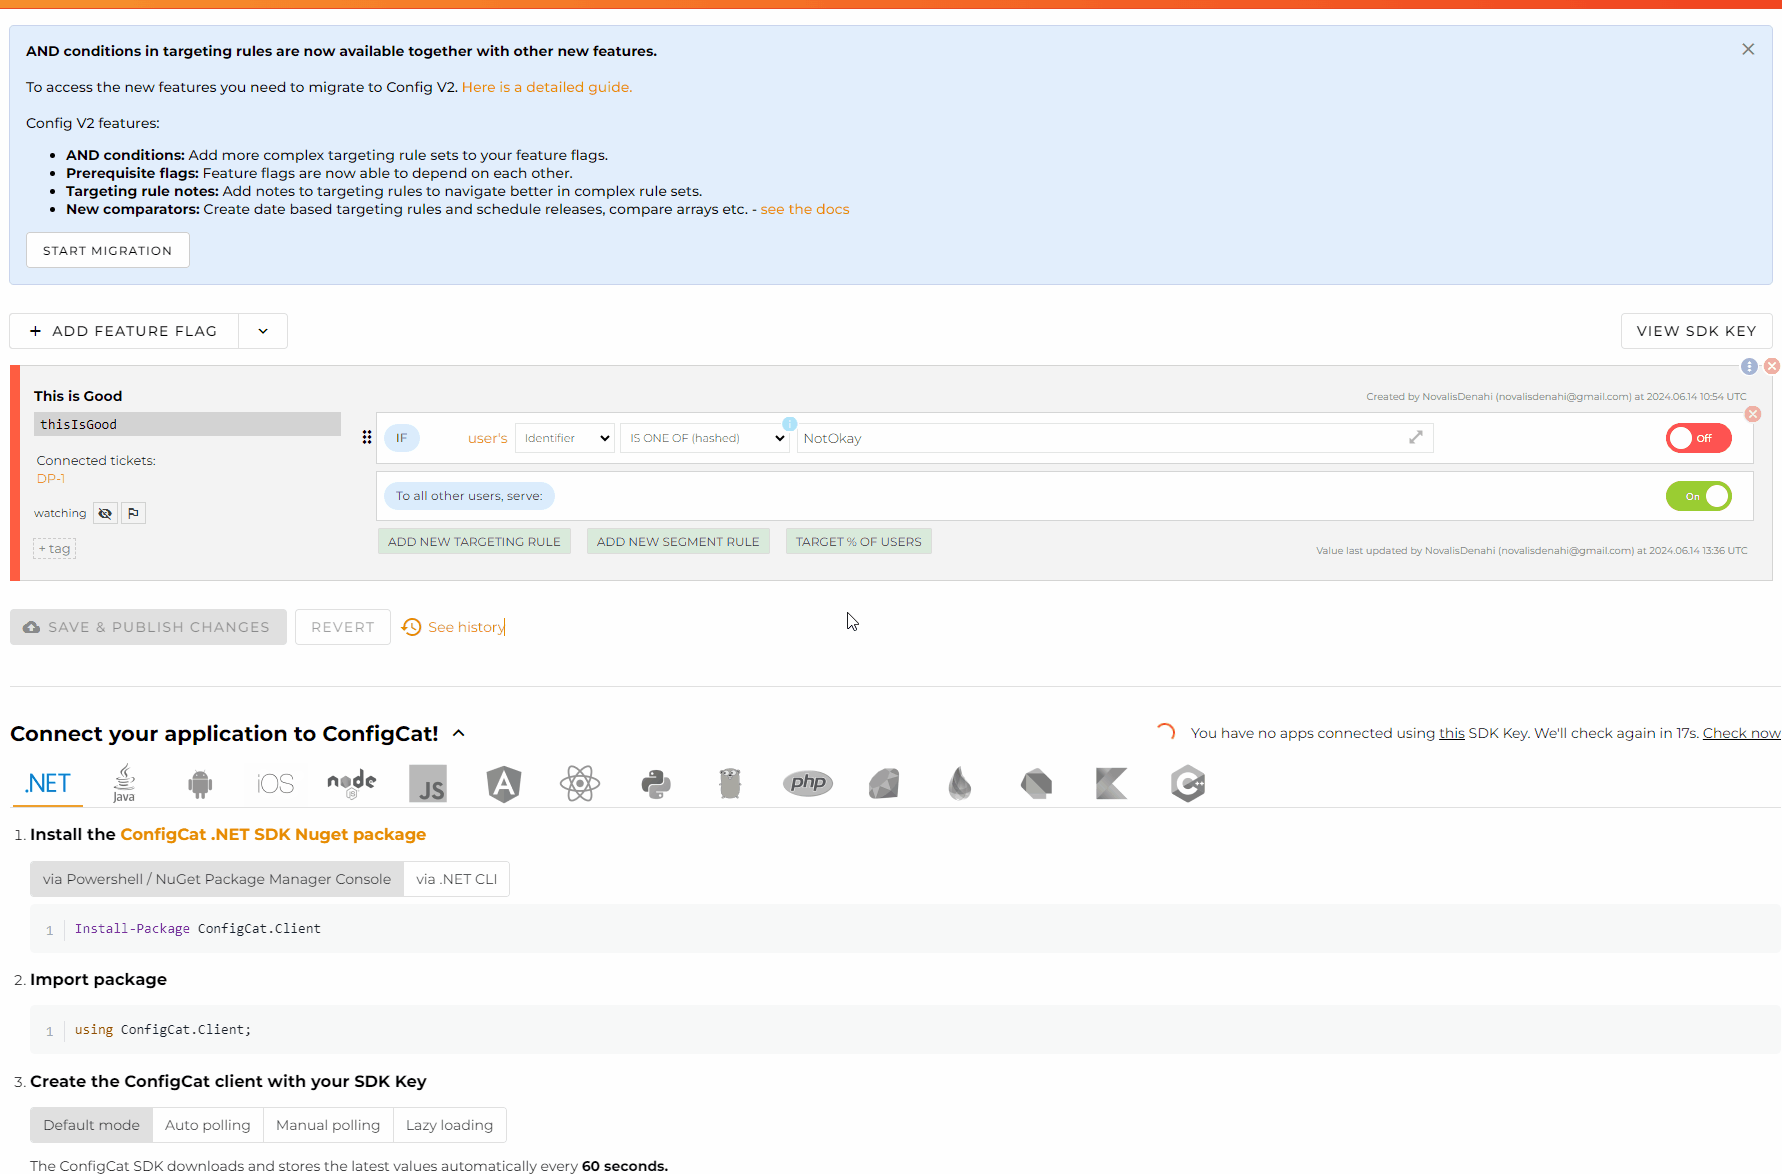 AND conditions in targeting rules are now available together with other new features.
To access the new features you need to migrate to Config V2. Here is a detailed guide.
Config V2 features:
AND conditions: Add more complex targeting rule sets to your feature flags.
Prerequisite flags: Feature flags are now able to depend on each other.
Targeting rule notes: Add notes to targeting rules to navigate better in complex rule sets.
New comparators: Create date based targeting rules and schedule releases, compare arrays etc. - see the docs
START MIGRATION
+ ADD FEATURE FLAG
VIEW SDK KEY
This is Good
Created by NovalisDenahi (novalisdenahi@gmail.com) at 2024.06.14 10:54 UTC
thisIsGood
IF user's Identifier IS ONE OF (hashed) NotOkay Off
Connected tickets:
DP-1
To all other users, serve: On
watching
+ tag
ADD NEW TARGETING RULE ADD NEW SEGMENT RULE TARGET % OF USERS
Value last updated by NovalisDenahi (novalisdenahi@gmail.com) at 2024.06.14 13:36 UTC
SAVE & PUBLISH CHANGES REVERT See history
Connect your application to ConfigCat!
You have no apps connected using this SDK Key. We'll check again in 17s. Check now
.NET Java iOS node JS A php C++
1. Install the ConfigCat .NET SDK Nuget package
via Powershell / NuGet Package Manager Console via .NET CLI
1 Install-Package ConfigCat.Client
2. Import package
1 using ConfigCat.Client;
3. Create the ConfigCat client with your SDK Key
Default mode Auto polling Manual polling Lazy loading
The ConfigCat SDK downloads and stores the latest values automatically every 60 seconds.